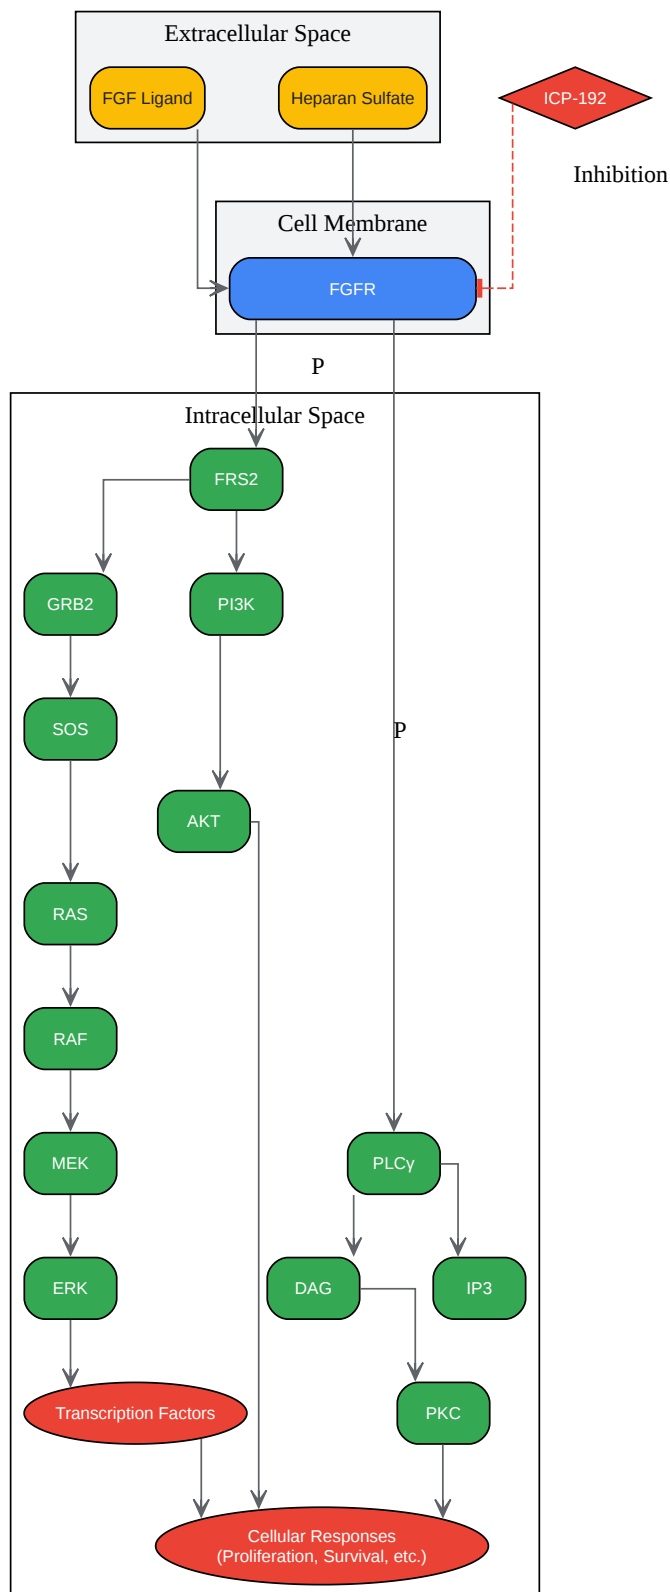 Extracellular Space
FGF Ligand
Heparan Sulfate
ICP-192
Inhibition
Cell Membrane
FGFR
P
Intracellular Space
FRS2
GRB2
PI3K
SOS
P
AKT
RAS
RAF
MEK
PLCγ
ERK
DAG
IP3
Transcription Factors
PKC
Cellular Responses
(Proliferation, Survival, etc.)